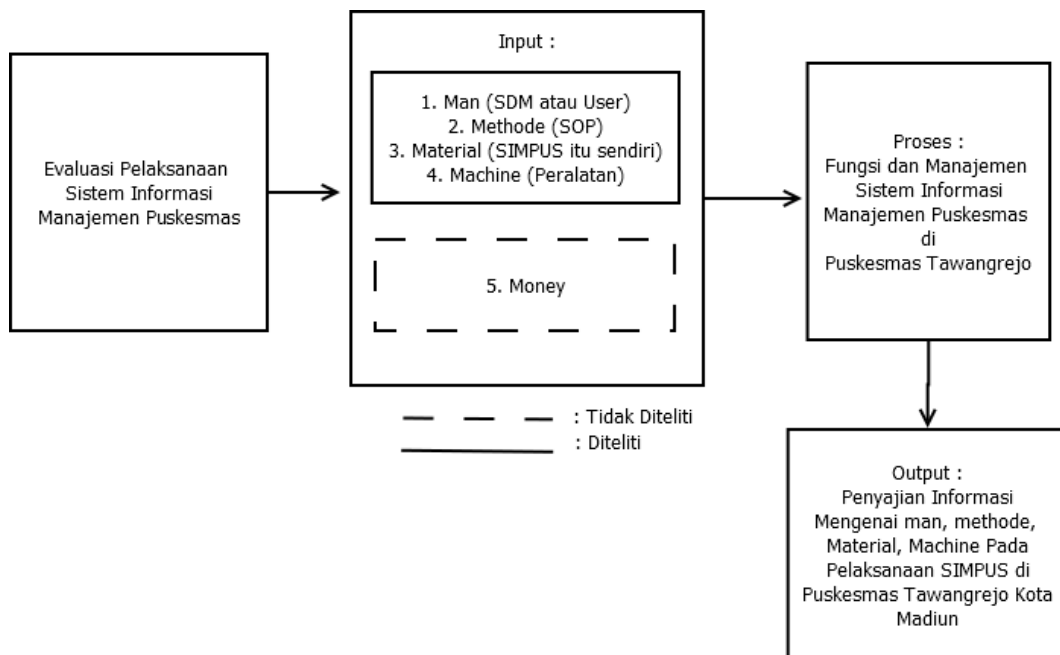 Evaluasi Pelaksanaan
Sistem Informasi
Manajemen Puskesmas
Input :
1. Man (SDM atau User)
2. Methode (SOP)
3. Material (SIMPUS itu sendiri)
4. Machine (Peralatan)
5. Money
: Tidak Diteliti
: Diteliti
Proses :
Fungsi dan Manajemen
Sistem Informasi
Manajemen Puskesmas
di
Puskesmas Tawangrejo
Output :
Penyajian Informasi
Mengenai man, methode,
Material, Machine Pada
Pelaksanaan SIMPUS di
Puskesmas Tawangrejo Kota
Madiun